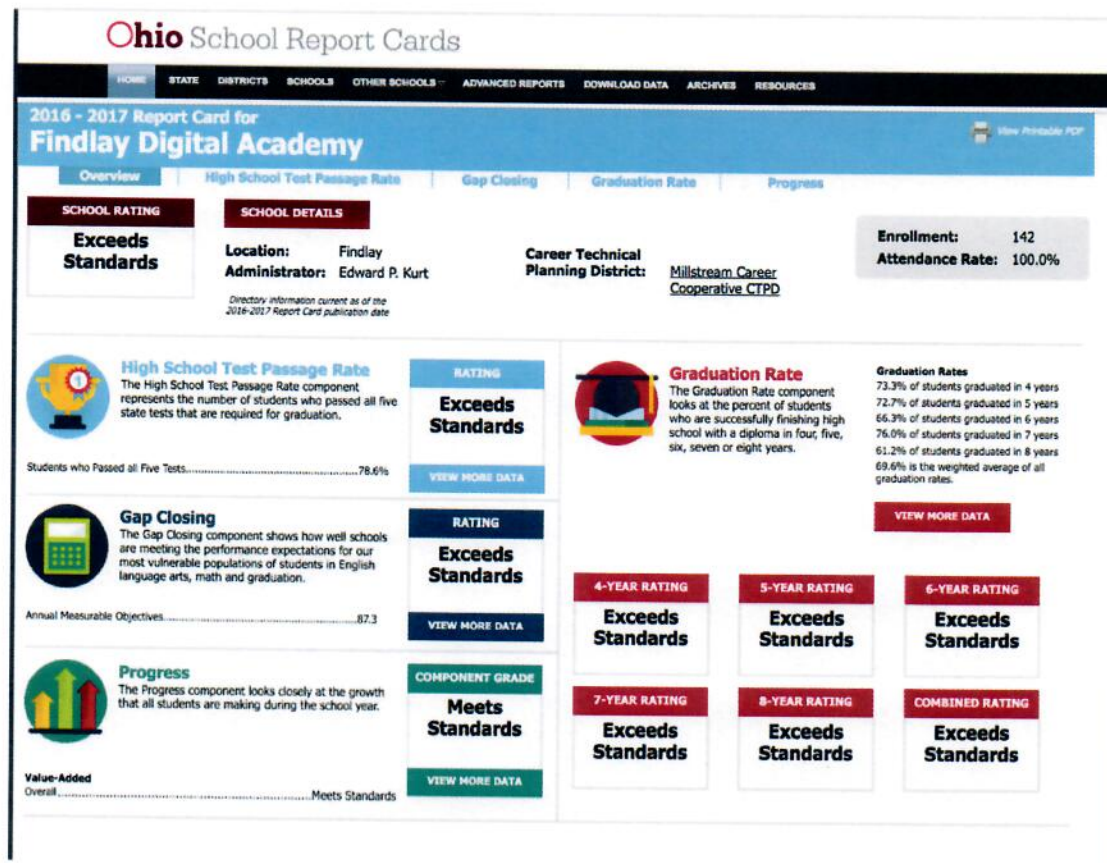 Ohio School Report Cards
HOME STATE DISTRICTS SCHOOLS OTHER SCHOOLS ADVANCED REPORTS DOWNLOAD DATA ARCHIVES RESOURCES
2016 - 2017 Report Card for
Findlay Digital Academy
View Printable PDF
Overview High School Test Passage Rate Gap Closing Graduation Rate Progress
SCHOOL RATING
Exceeds
Standards
SCHOOL DETAILS
Location: Findlay
Administrator: Edward P. Kurt
Directory information current as of the
2016-2017 Report Card publication date
Career Technical
Planning District: Millstream Career
Cooperative CTPD
Enrollment: 142
Attendance Rate: 100.0%
High School Test Passage Rate
The High School Test Passage Rate component
represents the number of students who passed all five
state tests that are required for graduation.
Students who Passed all Five Tests 78.6%
RATING
Exceeds
Standards
VIEW MORE DATA
Gap Closing
The Gap Closing component shows how well schools
are meeting the performance expectations for our
most vulnerable populations of students in English
language arts, math and graduation.
Annual Measurable Objectives 87.3
RATING
Exceeds
Standards
VIEW MORE DATA
Progress
The Progress component looks closely at the growth
that all students are making during the school year.
Value-Added
Overall Meets Standards
COMPONENT GRADE
Meets
Standards
VIEW MORE DATA
Graduation Rate
The Graduation Rate component
looks at the percent of students
who are successfully finishing high
school with a diploma in four, five,
six, seven or eight years.
Graduation Rates
73.3% of students graduated in 4 years
72.7% of students graduated in 5 years
66.3% of students graduated in 6 years
76.0% of students graduated in 7 years
61.2% of students graduated in 8 years
69.6% is the weighted average of all
graduation rates.
VIEW MORE DATA
4-YEAR RATING
Exceeds
Standards
5-YEAR RATING
Exceeds
Standards
6-YEAR RATING
Exceeds
Standards
7-YEAR RATING
Exceeds
Standards
8-YEAR RATING
Exceeds
Standards
COMBINED RATING
Exceeds
Standards